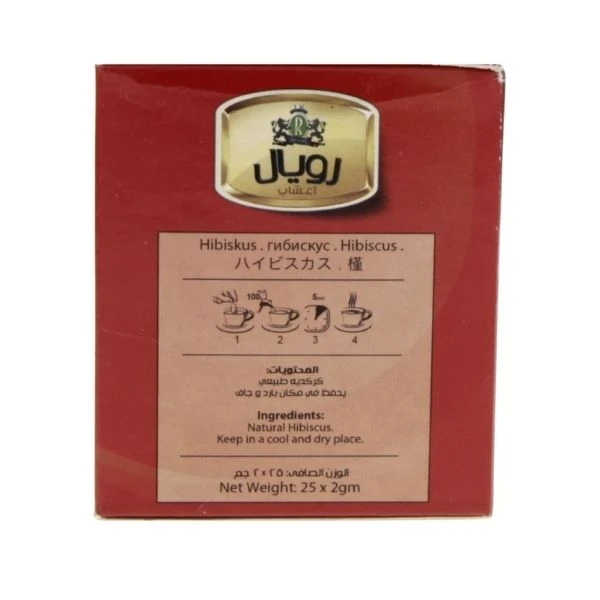 R
رويال
أعشاب
Hibiskus . гибискус . Hibiscus .
ハイビスカス . 槿
100
5min
1 2 3 4
المحتويات:
كركديه طبيعي
يحفظ في مكان بارد و جاف
Ingredients:
Natural Hibiscus.
Keep in a cool and dry place.
الوزن الصافي: ٢٥ × ٢ جم
Net Weight: 25 x 2gm